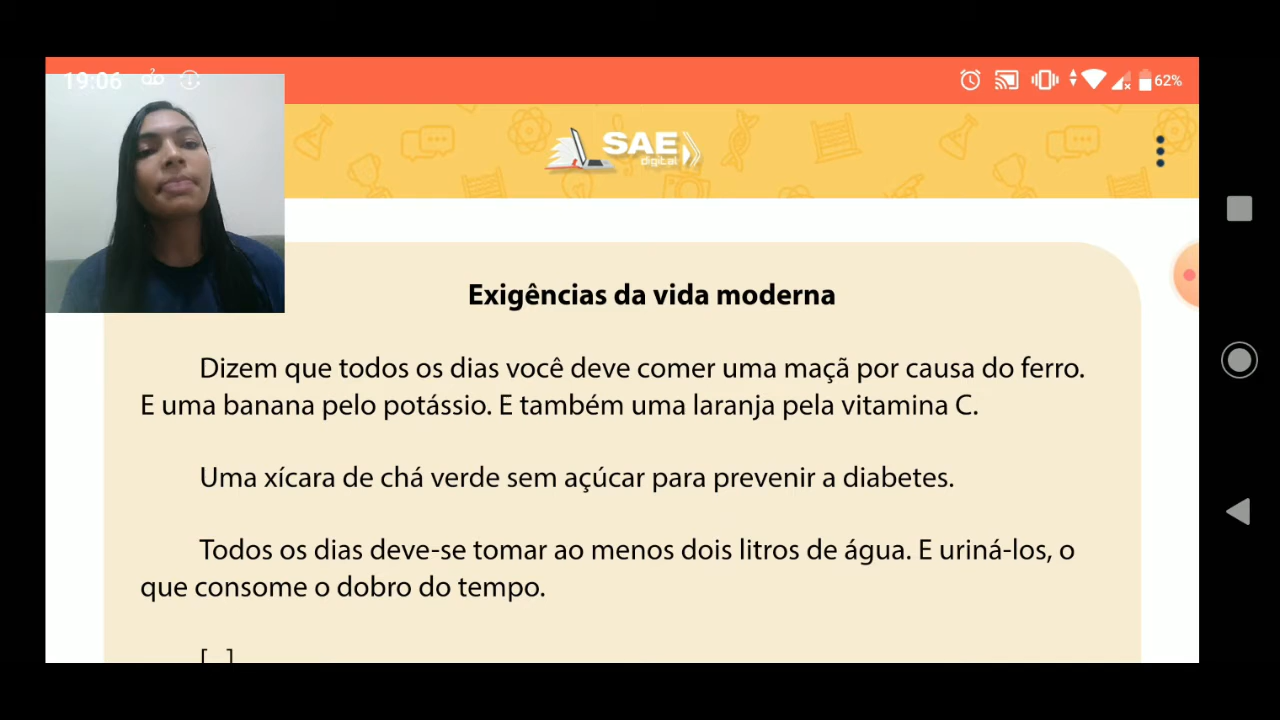 19:06
62%
SAE
digital
Exigências da vida moderna
Dizem que todos os dias você deve comer uma maçã por causa do ferro.
E uma banana pelo potássio. E também uma laranja pela vitamina C.
Uma xícara de chá verde sem açúcar para prevenir a diabetes.
Todos os dias deve-se tomar ao menos dois litros de água. E uriná-los, o
que consome o dobro do tempo.
[...]